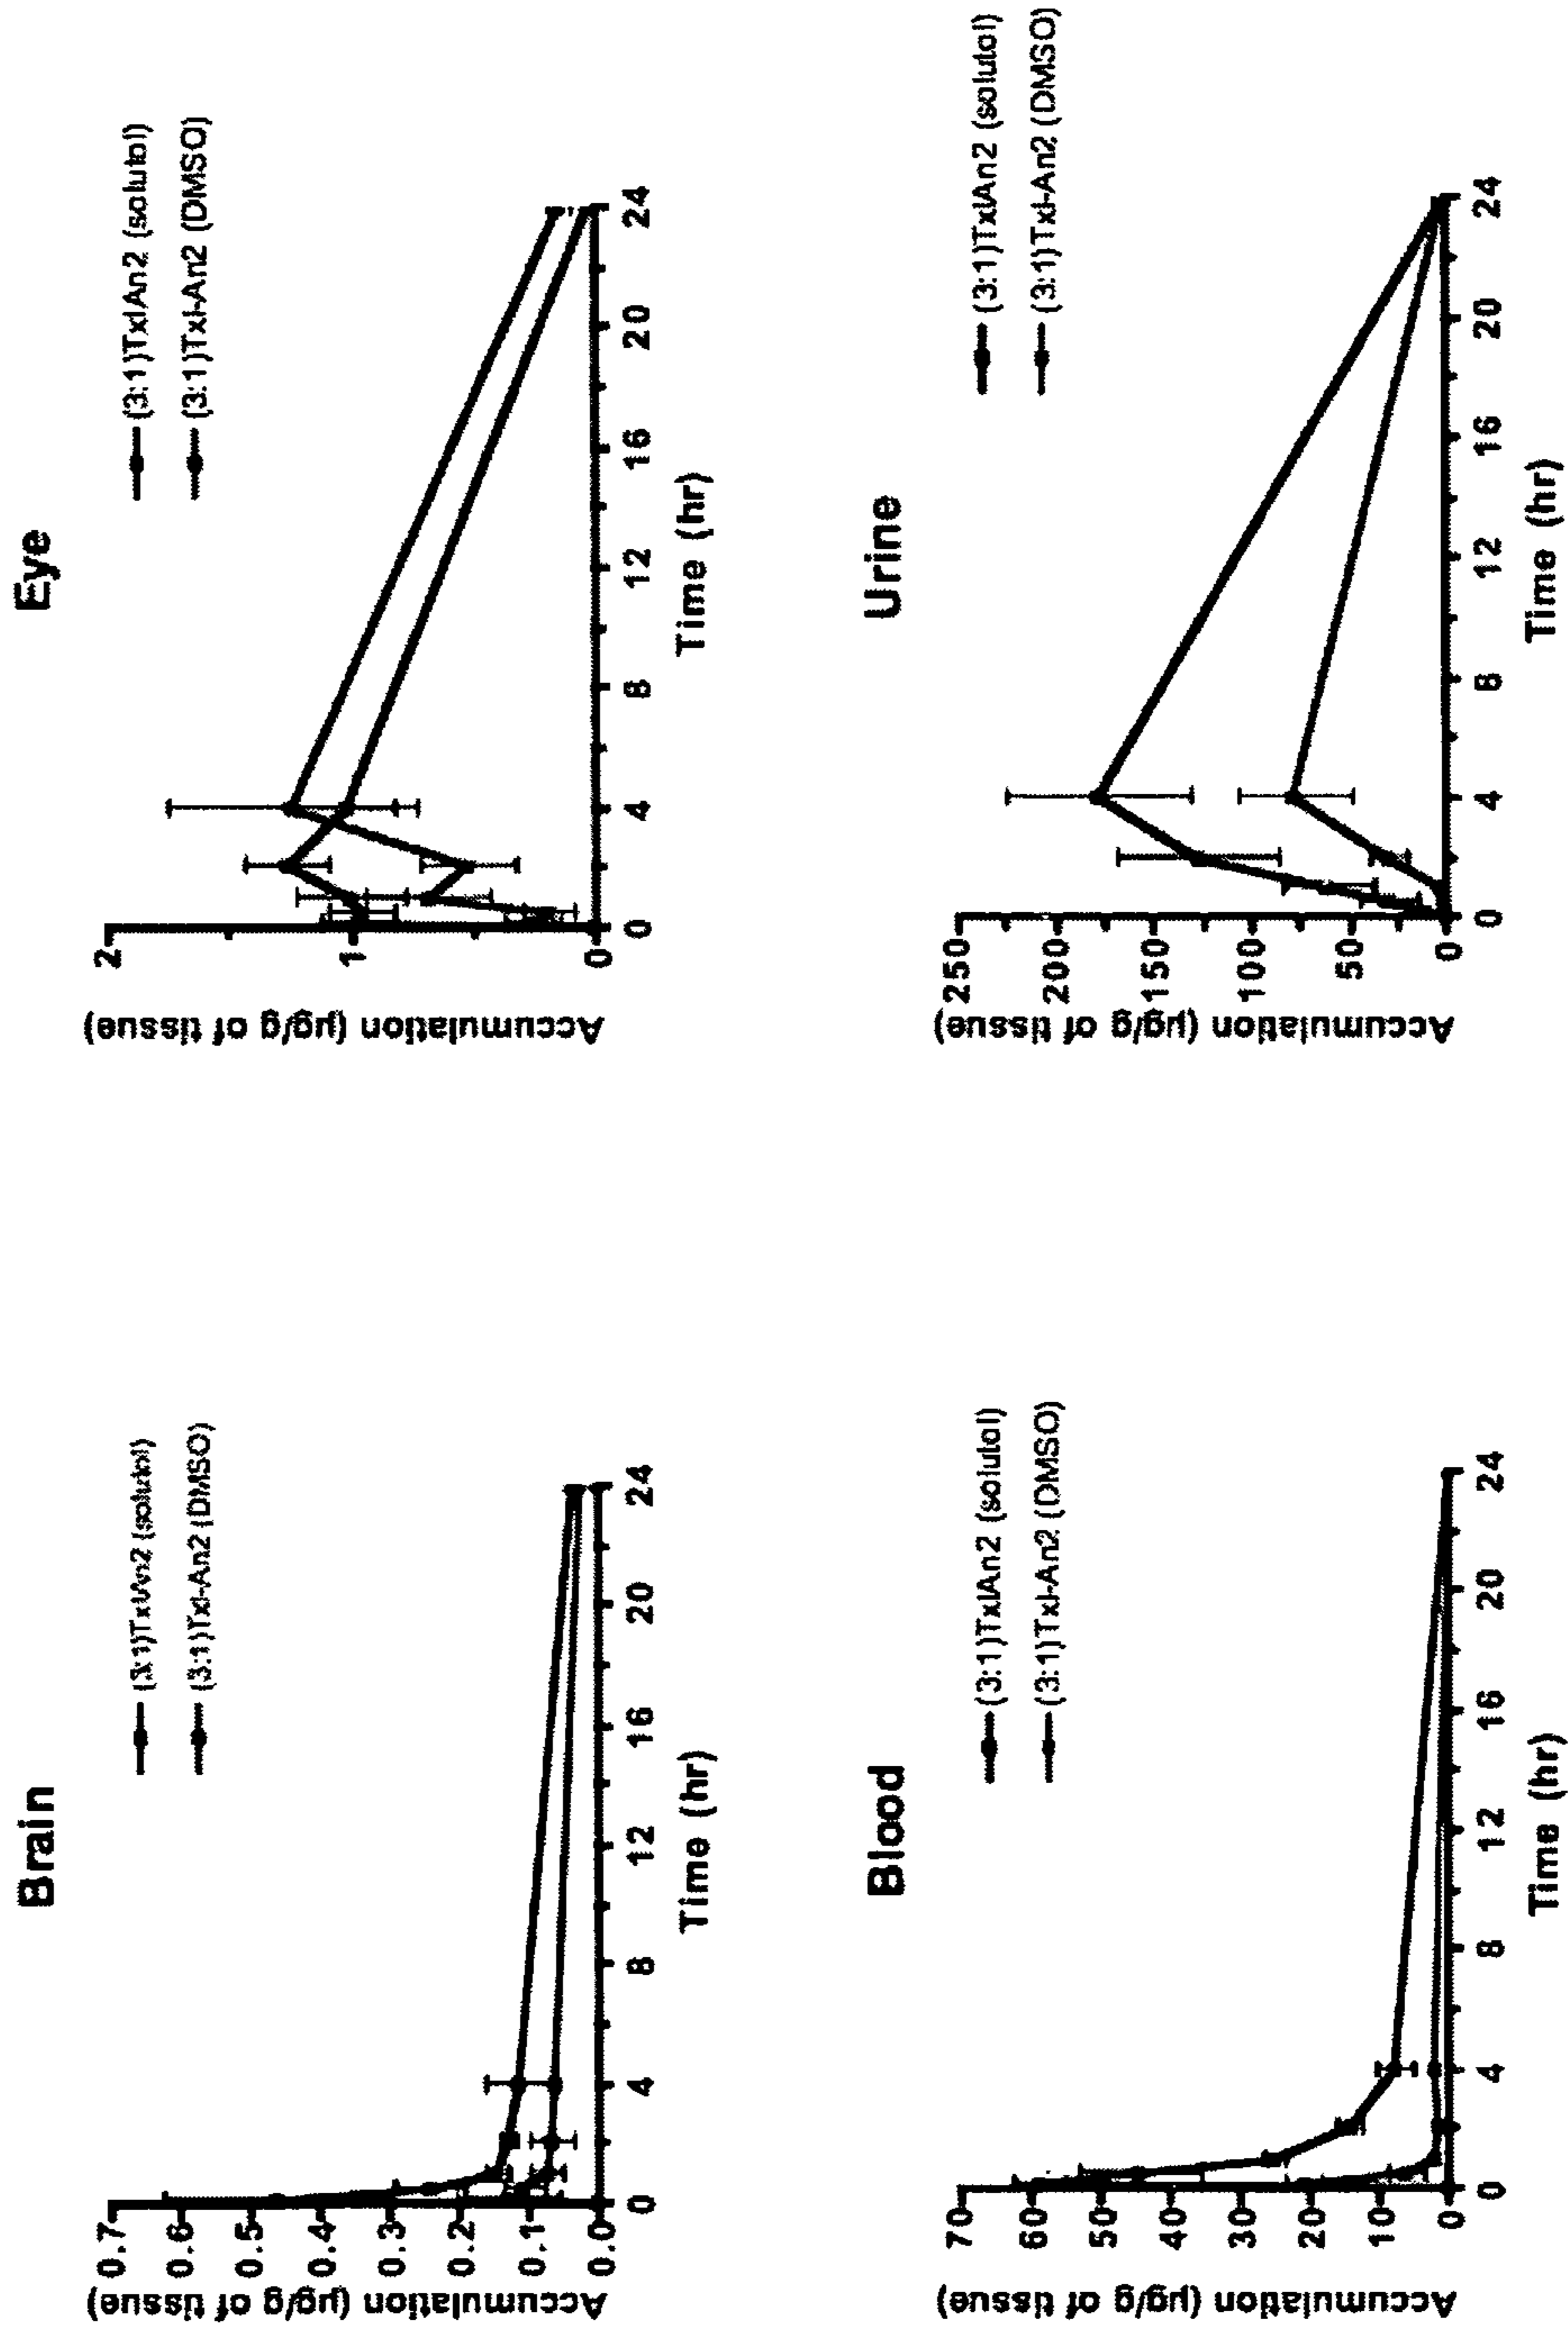 Brain
Accumulation (µg/g of tissue)
0.7
0.6
0.5
0.4
0.3
0.2
0.1
0.0
0 4 8 12 16 20 24
Time (hr)
(3:1)TxlAn2 (solutol)
(3:1)Txl-An2 (DMSO)
Eye
Accumulation (µg/g of tissue)
2
1
0
0 4 8 12 16 20 24
Time (hr)
(3:1)TxlAn2 (solutol)
(3:1)Txl-An2 (DMSO)
Blood
Accumulation (µg/g of tissue)
70
60
50
40
30
20
10
0
0 4 8 12 16 20 24
Time (hr)
(3:1)TxlAn2 (solutol)
(3:1)Txl-An2 (DMSO)
Urine
Accumulation (µg/g of tissue)
250
200
150
100
50
0
0 4 8 12 16 20 24
Time (hr)
(3:1)TxlAn2 (solutol)
(3:1)Txl-An2 (DMSO)